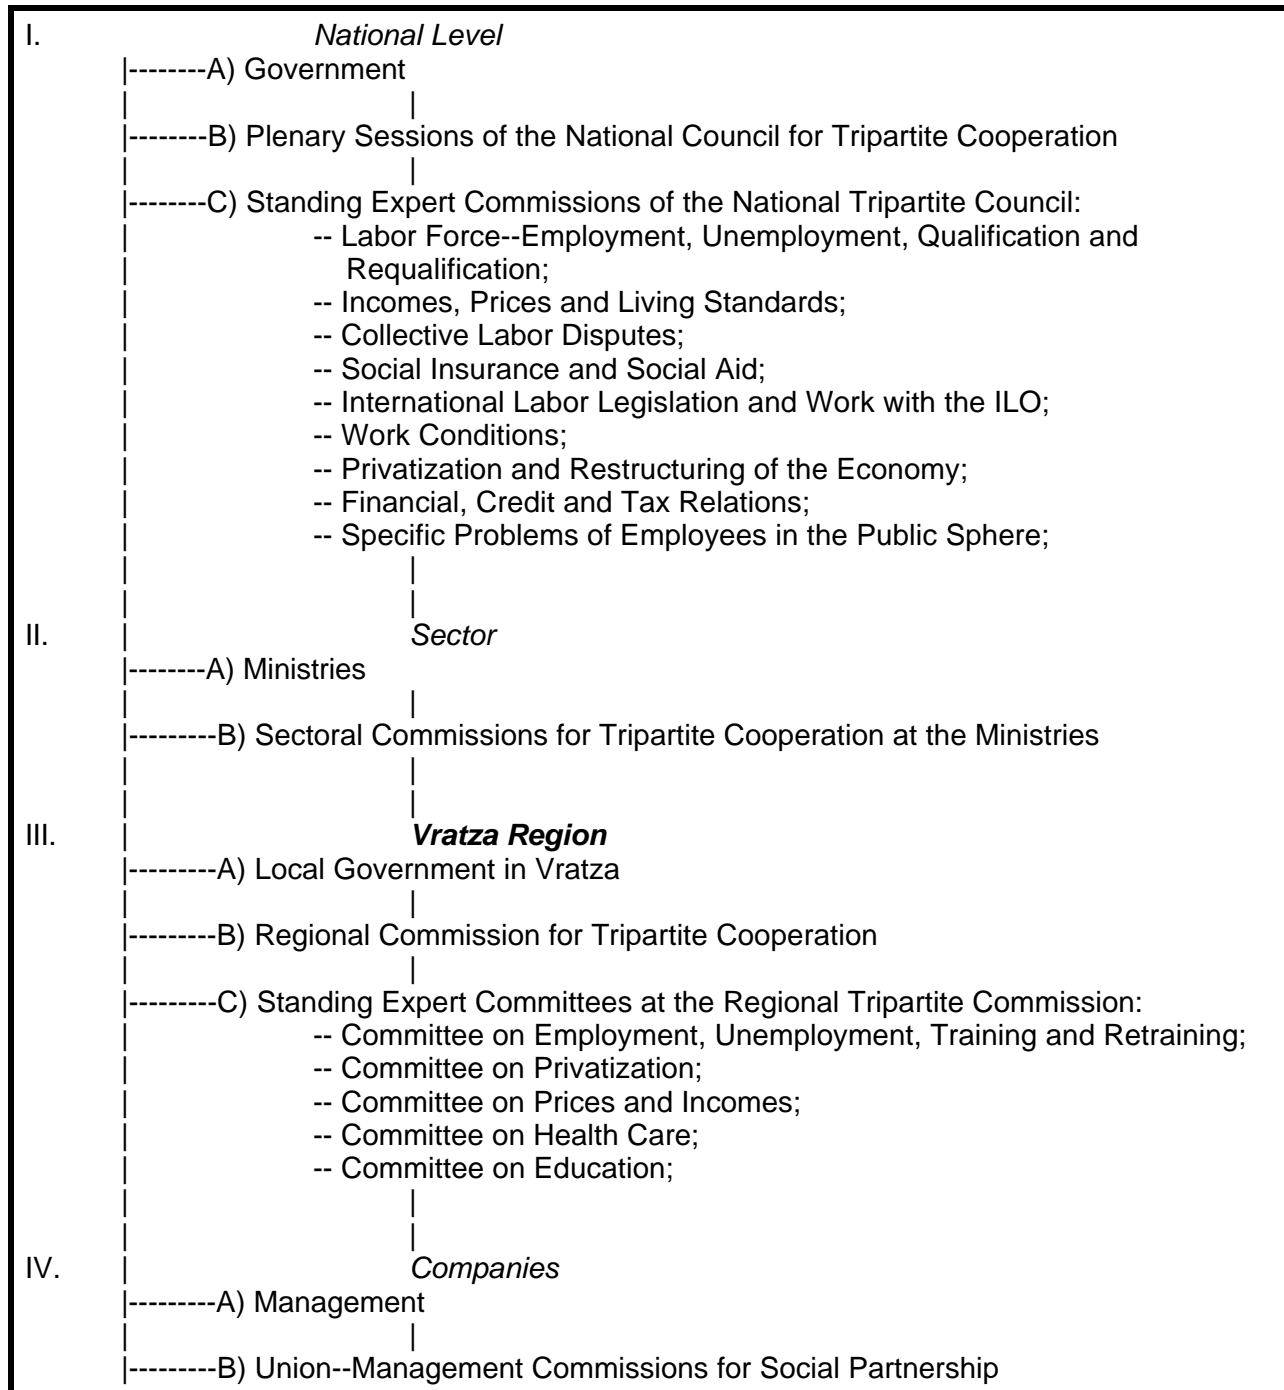 I. National Level
|--------A) Government
| |
|--------B) Plenary Sessions of the National Council for Tripartite Cooperation
| |
|--------C) Standing Expert Commissions of the National Tripartite Council:
| -- Labor Force--Employment, Unemployment, Qualification and
| Requalification;
| -- Incomes, Prices and Living Standards;
| -- Collective Labor Disputes;
| -- Social Insurance and Social Aid;
| -- International Labor Legislation and Work with the ILO;
| -- Work Conditions;
| -- Privatization and Restructuring of the Economy;
| -- Financial, Credit and Tax Relations;
| -- Specific Problems of Employees in the Public Sphere;
| |
| |
II. | Sector
|--------A) Ministries
| |
|---------B) Sectoral Commissions for Tripartite Cooperation at the Ministries
| |
| |
III. | Vratza Region
|---------A) Local Government in Vratza
| |
|---------B) Regional Commission for Tripartite Cooperation
| |
|---------C) Standing Expert Committees at the Regional Tripartite Commission:
| -- Committee on Employment, Unemployment, Training and Retraining;
| -- Committee on Privatization;
| -- Committee on Prices and Incomes;
| -- Committee on Health Care;
| -- Committee on Education;
| |
| |
IV. | Companies
|---------A) Management
| |
|---------B) Union--Management Commissions for Social Partnership